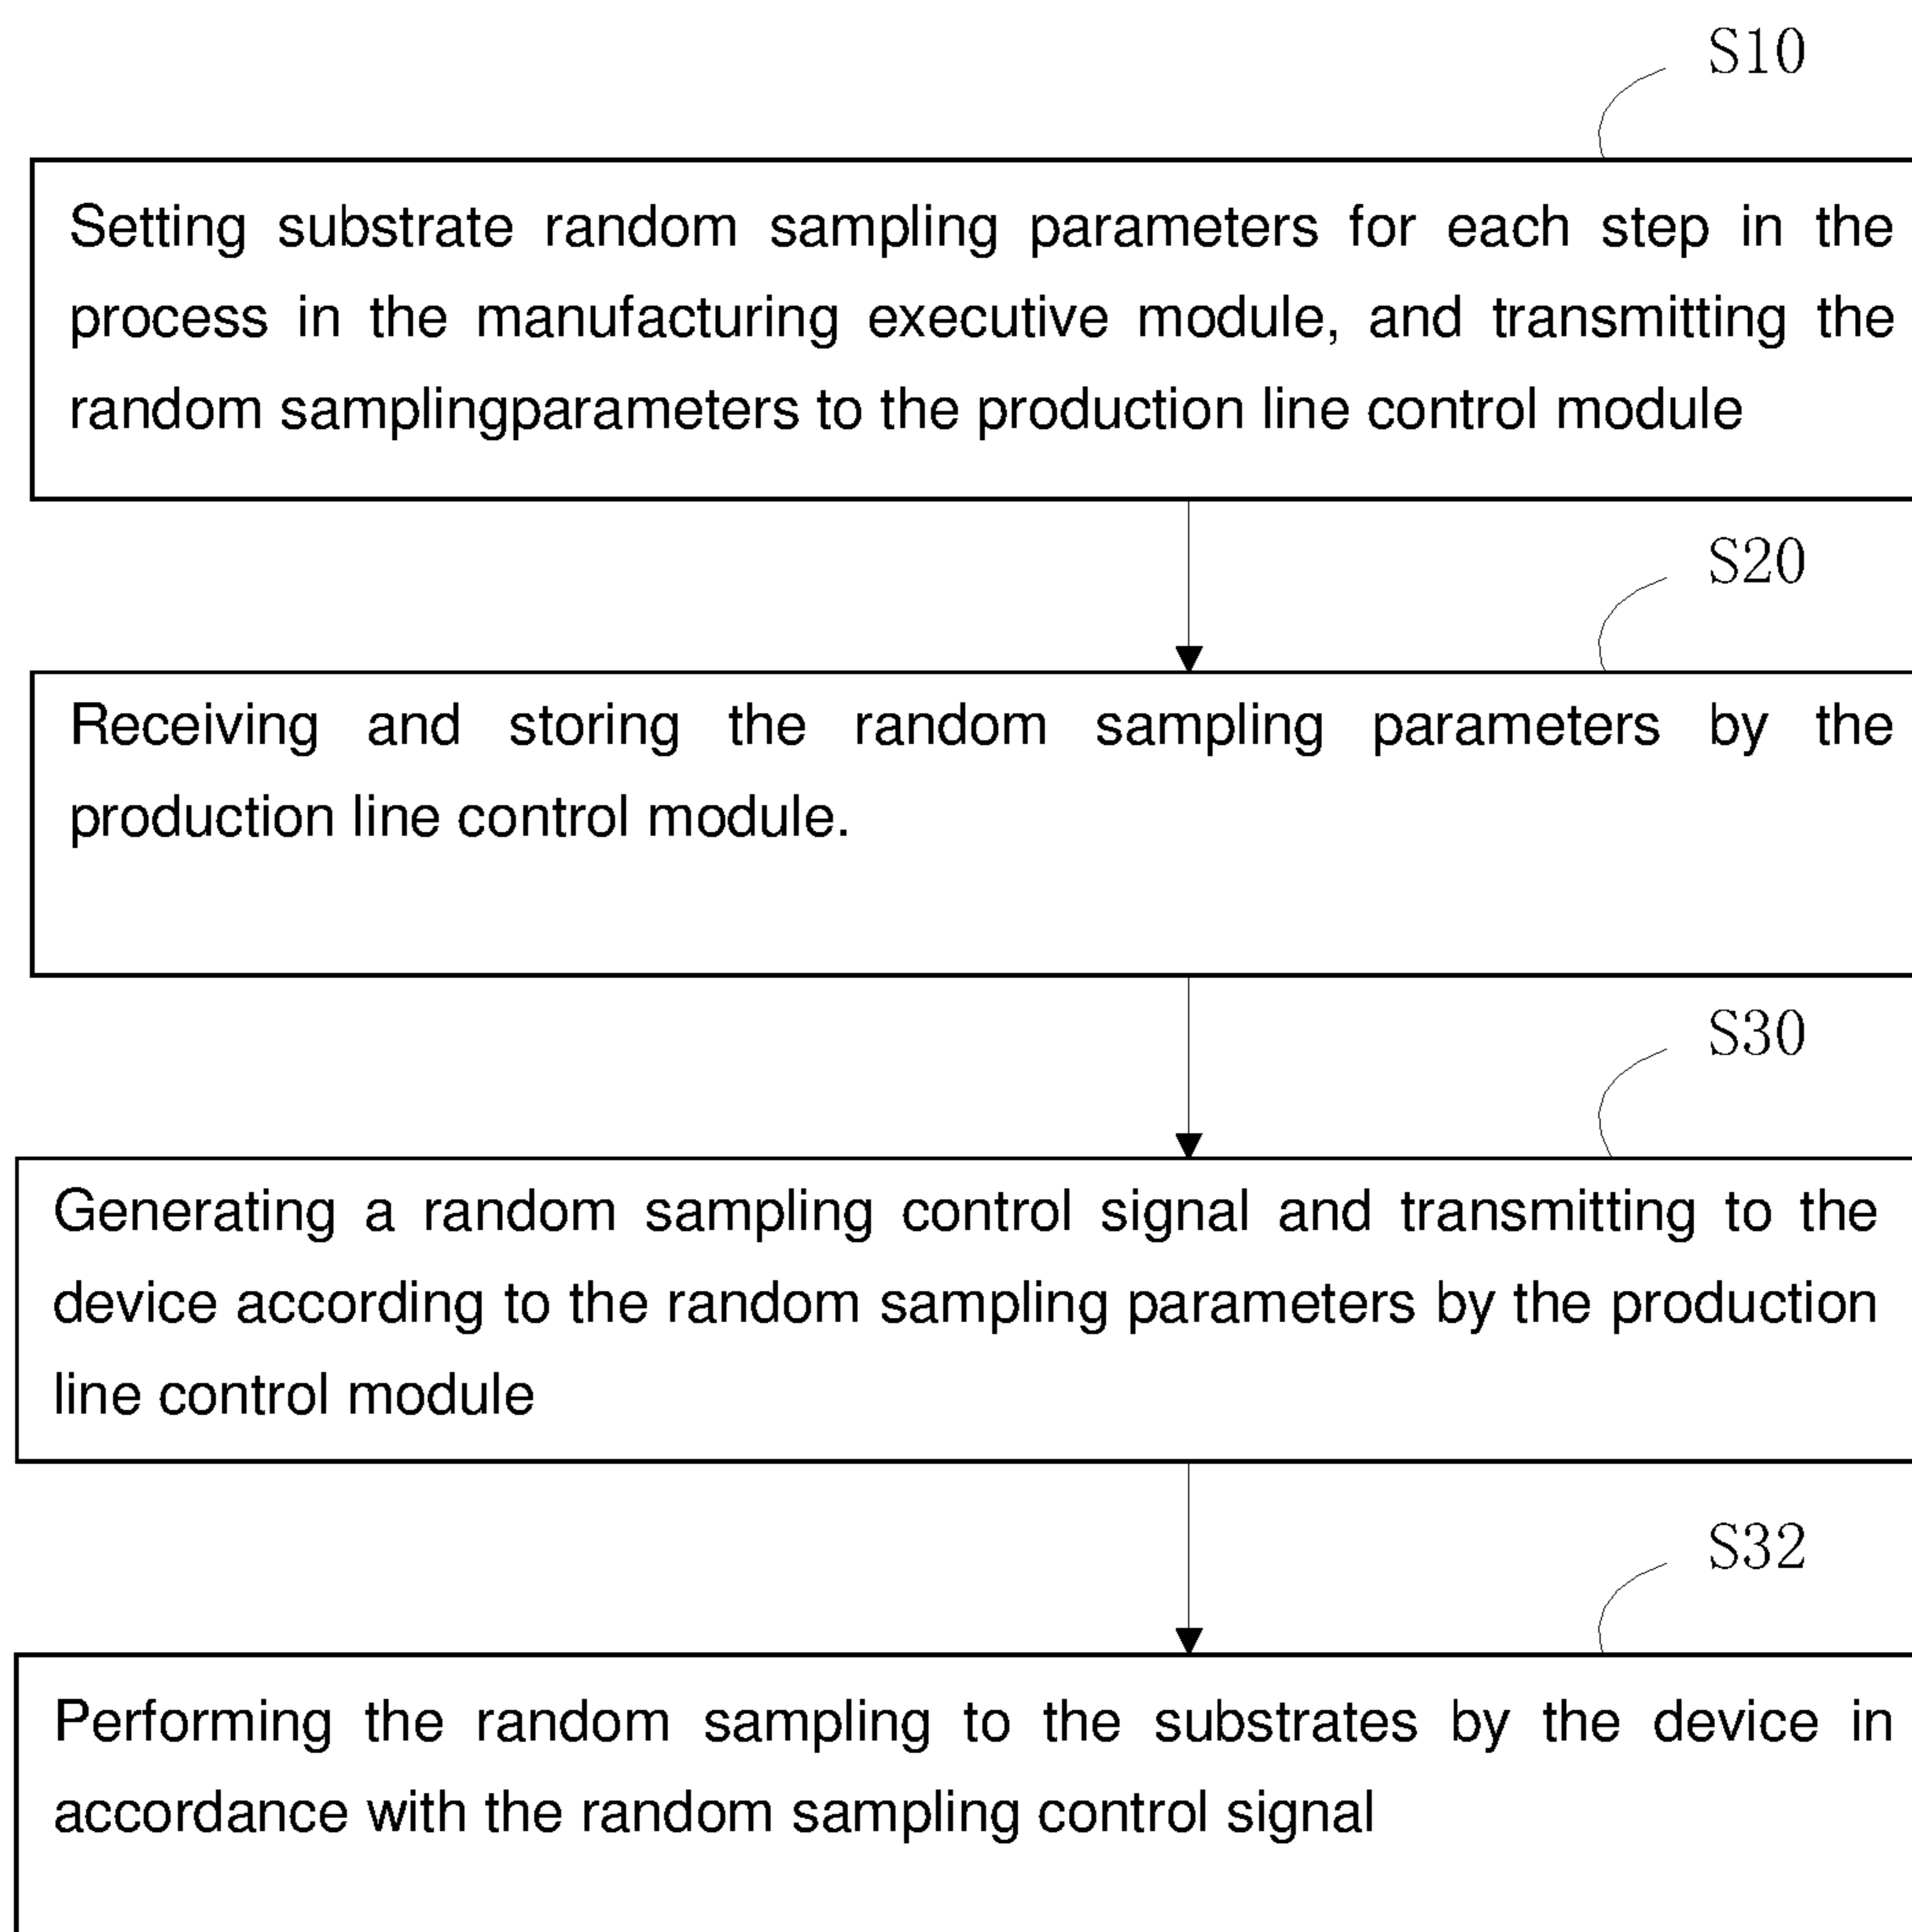 S10
Setting substrate random sampling parameters for each step in the
process in the manufacturing executive module, and transmitting the
random samplingparameters to the production line control module
S20
Receiving and storing the random sampling parameters by the
production line control module.
S30
Generating a random sampling control signal and transmitting to the
device according to the random sampling parameters by the production
line control module
S32
Performing the random sampling to the substrates by the device in
accordance with the random sampling control signal